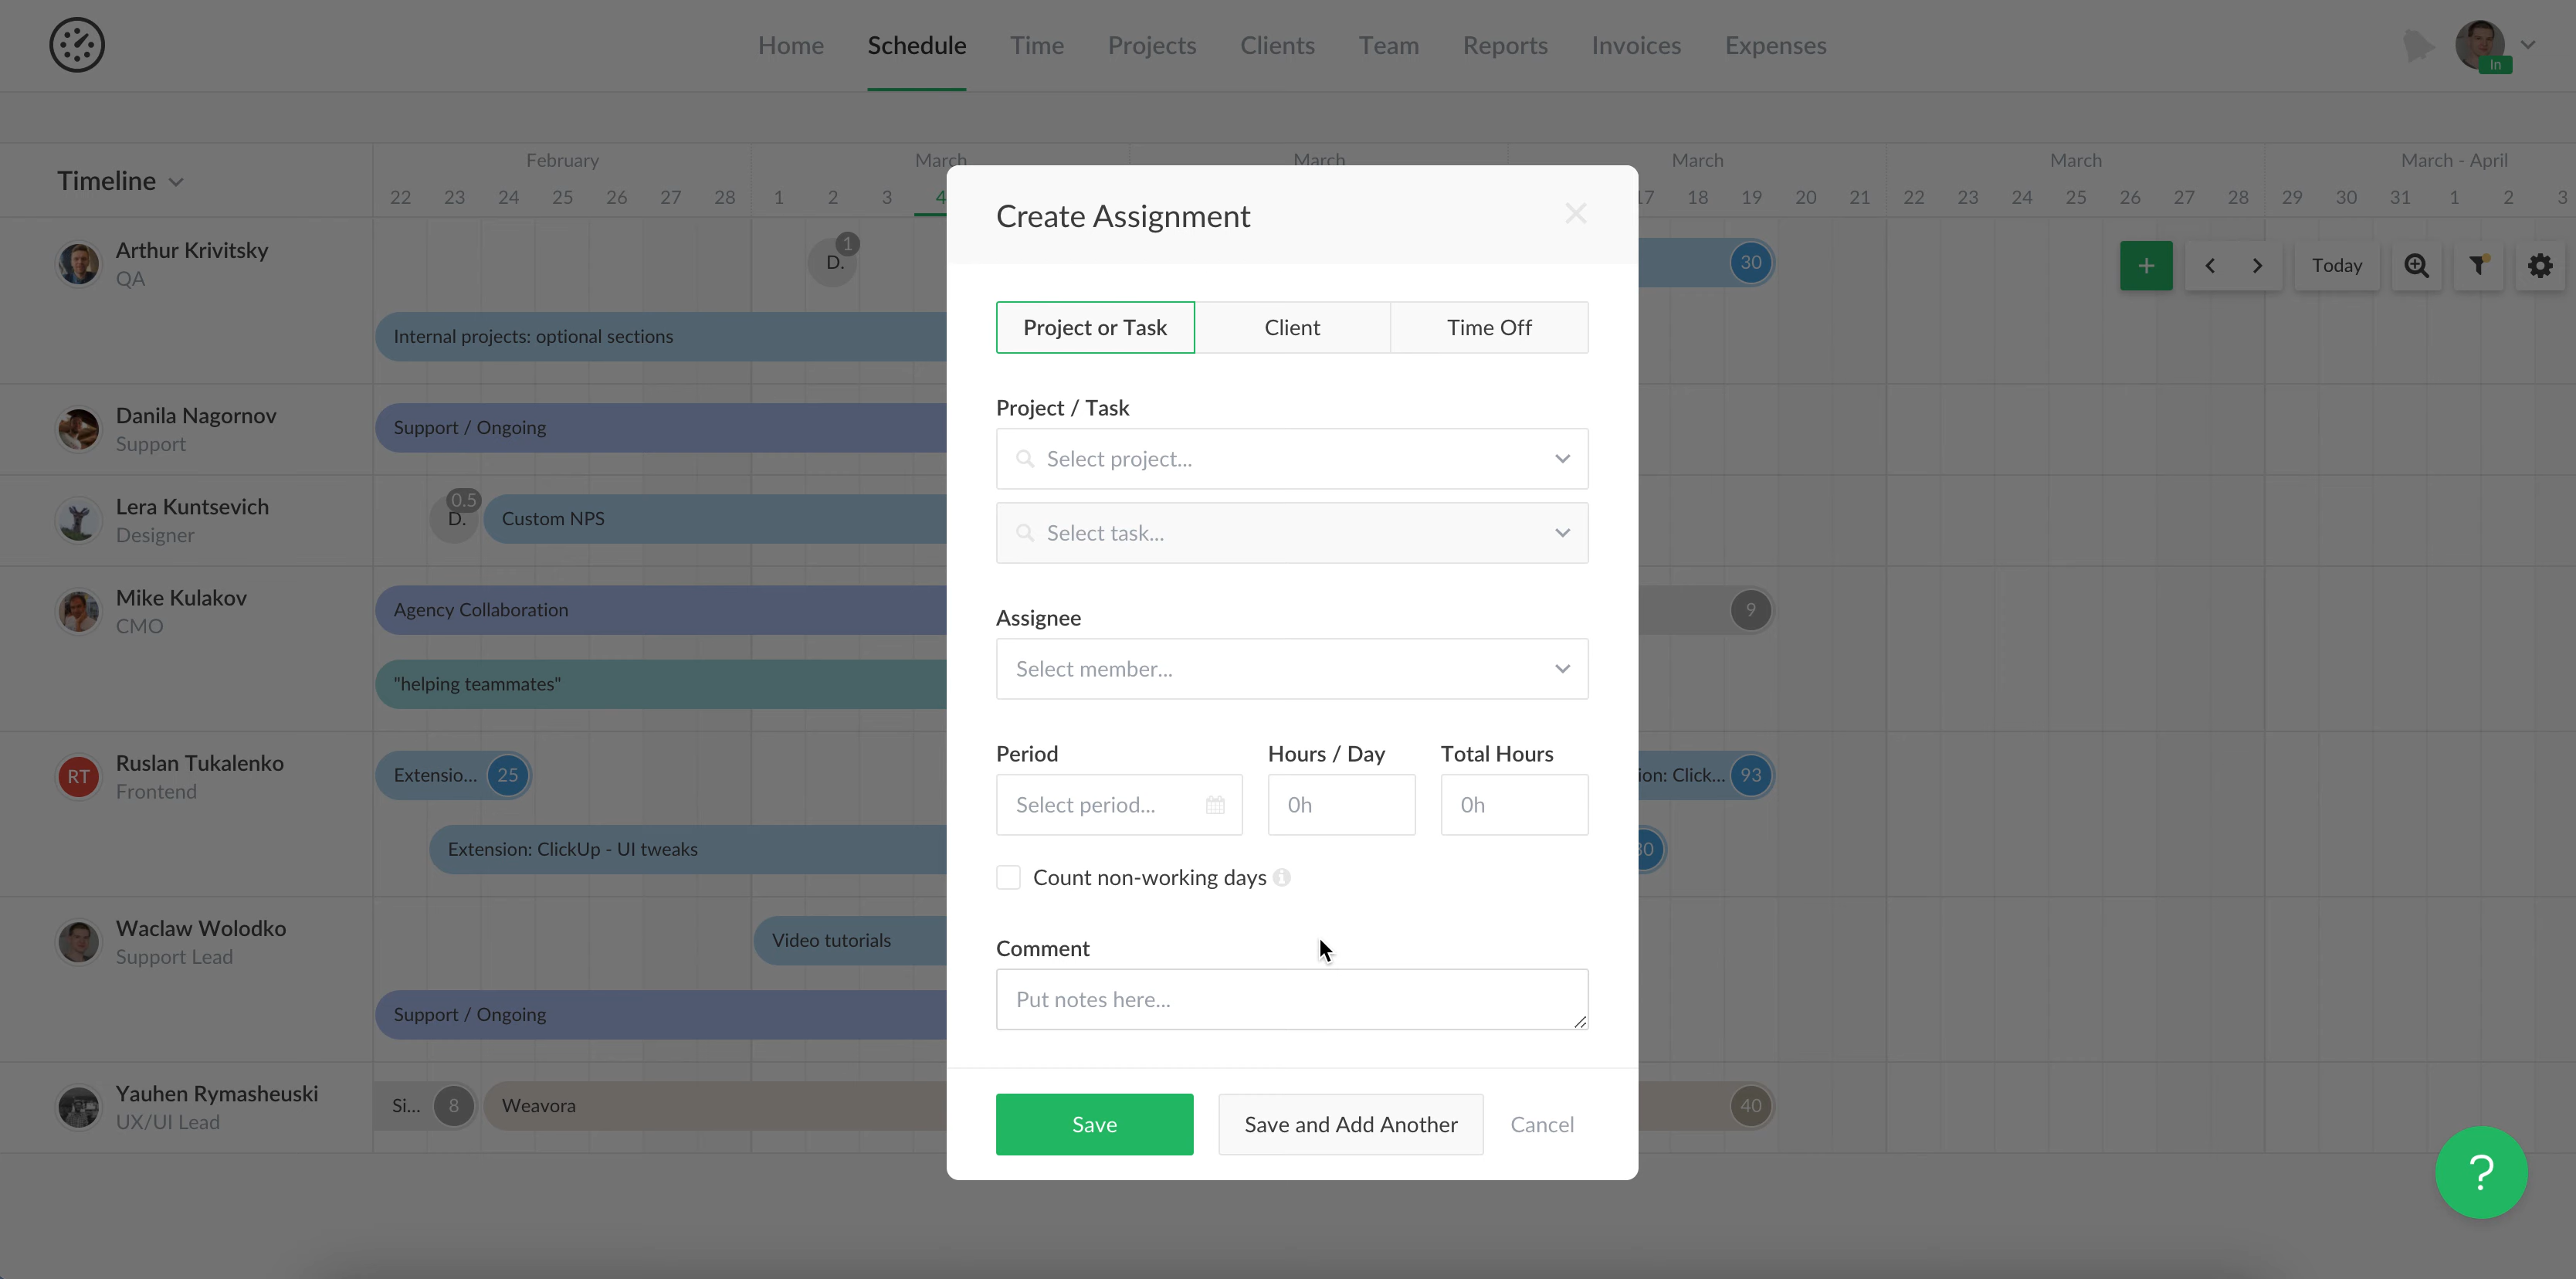 Home Schedule Time Projects Clients Team Reports Invoices Expenses
In
Timeline
February March March March March March - April
22 23 24 25 26 27 28 1 2 3 4 17 18 19 20 21 22 23 24 25 26 27 28 29 30 31 1 2 3
Arthur Krivitsky
QA
D. 1
30
Today
Internal projects: optional sections
Danila Nagornov
Support
Support / Ongoing
Lera Kuntsevich
Designer
D. 0.5
Custom NPS
Mike Kulakov
CMO
Agency Collaboration
9
"helping teammates"
RT
Ruslan Tukalenko
Frontend
Extensio... 25
ion: Click... 93
Extension: ClickUp - UI tweaks
30
Waclaw Wolodko
Support Lead
Video tutorials
Support / Ongoing
Yauhen Rymasheuski
UX/UI Lead
Si... 8
Weavora
40
Create Assignment
Project or Task Client Time Off
Project / Task
Select project...
Select task...
Assignee
Select member...
Period Hours / Day Total Hours
Select period... 0h 0h
Count non-working days
Comment
Put notes here...
Save Save and Add Another Cancel
?